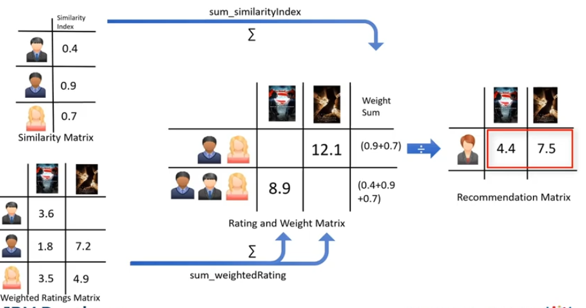 sum_similarityIndex
∑
Similarity
Index
0.4
0.9
0.7
Similarity Matrix
Weight
Sum
12.1
(0.9+0.7)
8.9
(0.4+0.9
+0.7)
Rating and Weight Matrix
÷
4.4 7.5
Recommendation Matrix
3.6
1.8 7.2
3.5 4.9
Weighted Ratings Matrix
∑
sum_weightedRating